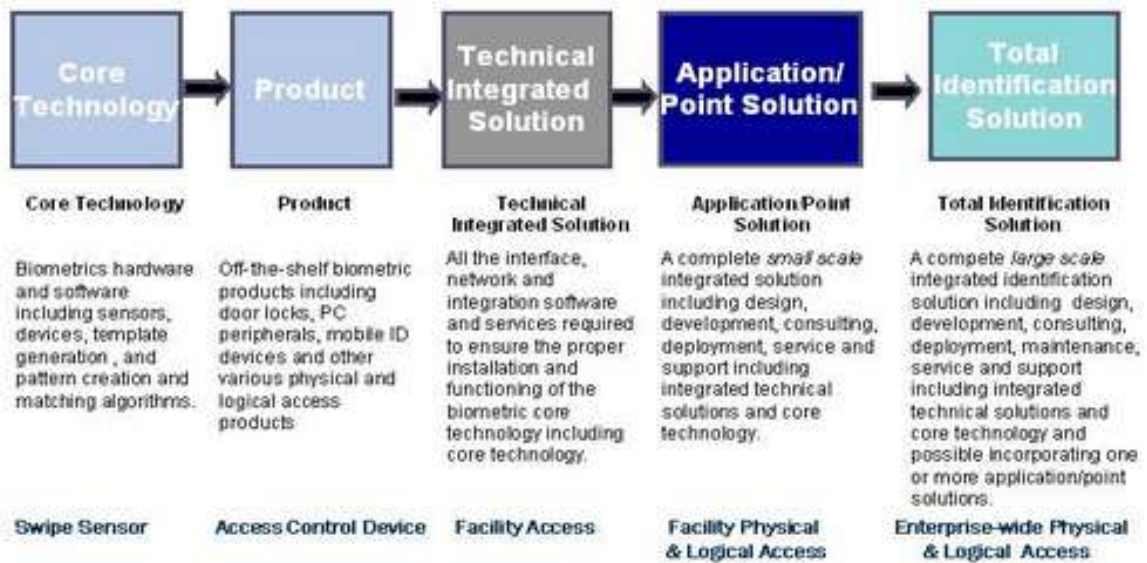 Core
Technology
Product
Technical
Integrated
Solution
Application/
Point Solution
Total
Identification
Solution
Core Technology
Biometrics hardware
and software
including sensors,
devices, template
generation , and
pattern creation and
matching algorithms.
Swipe Sensor
Product
Off-the-shelf biometric
products including
door locks, PC
peripherals, mobile ID
devices and other
various physical and
logical access
products
Access Control Device
Technical
Integrated Solution
All the interface,
network and
integration software
and services required
to ensure the proper
installation and
functioning of the
biometric core
technology including
core technology.
Facility Access
Application/Point
Solution
A complete small scale
integrated solution
including design,
development, consulting,
deployment, service and
support including
integrated technical
solutions and core
technology.
Facility Physical
& Logical Access
Total Identification
Solution
A compete large scale
integrated identification
solution including design,
development, consulting,
deployment, maintenance,
service and support
including integrated
technical solutions and
core technology and
possible incorporating one
or more application/point
solutions.
Enterprise-wide Physical
& Logical Access